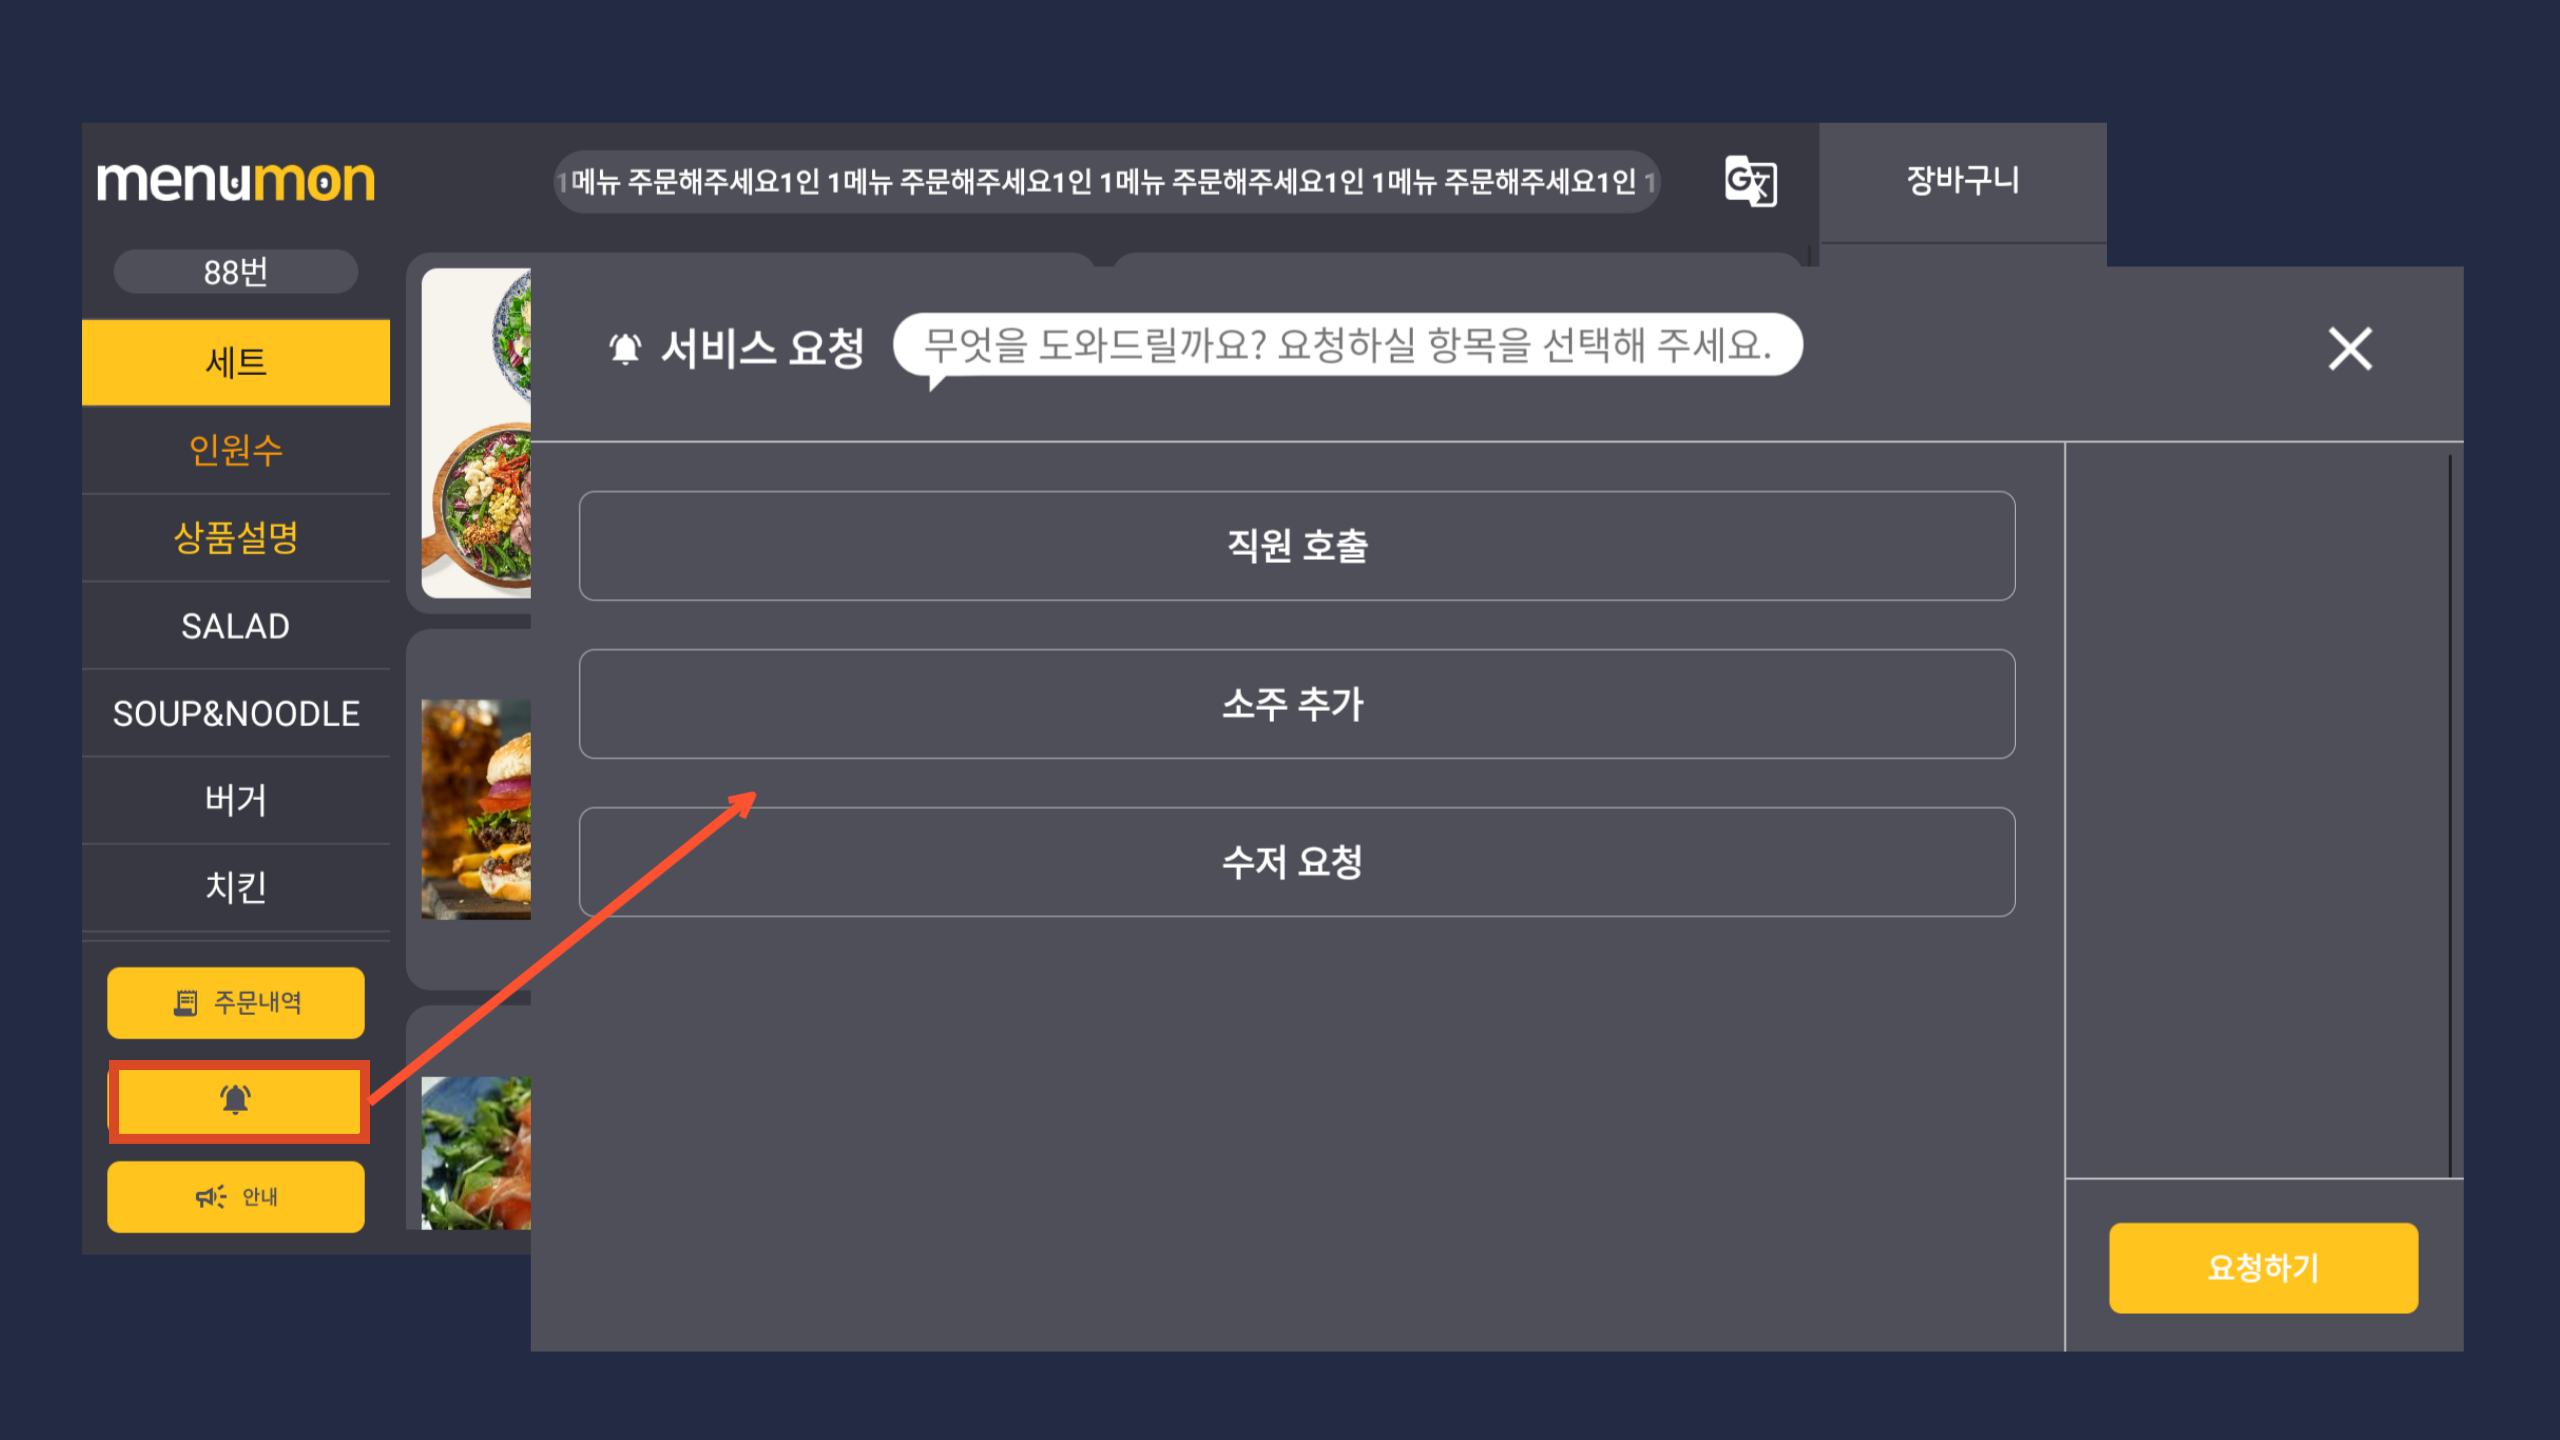 menumon
1메뉴 주문해주세요1인 1메뉴 주문해주세요1인 1메뉴 주문해주세요1인 1메뉴 주문해주세요1인 1
장바구니
88번
세트
인원수
상품설명
SALAD
SOUP&NOODLE
버거
치킨
주문내역
안내
서비스 요청
무엇을 도와드릴까요? 요청하실 항목을 선택해 주세요.
직원 호출
소주 추가
수저 요청
요청하기